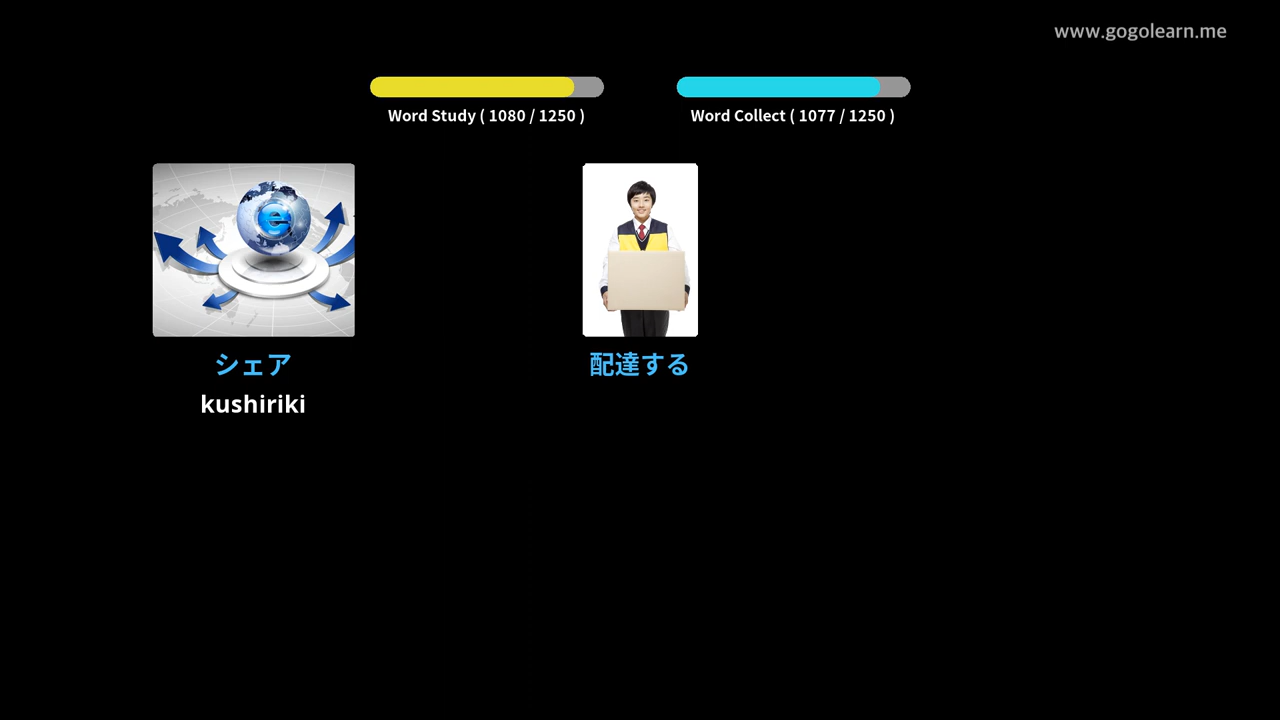 www.gogolearn.me
Word Study ( 1080 / 1250 )
Word Collect ( 1077 / 1250 )
e
シェア
配達する
kushiriki